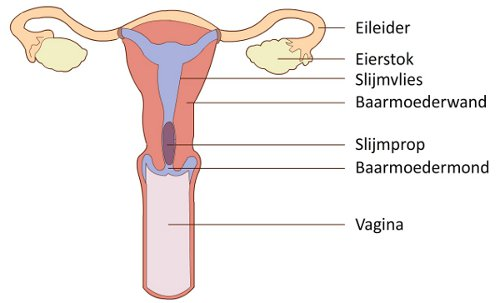 Eileider
Eierstok
Slijmvlies
Baarmoederwand
Slijmprop
Baarmoedermond
Vagina